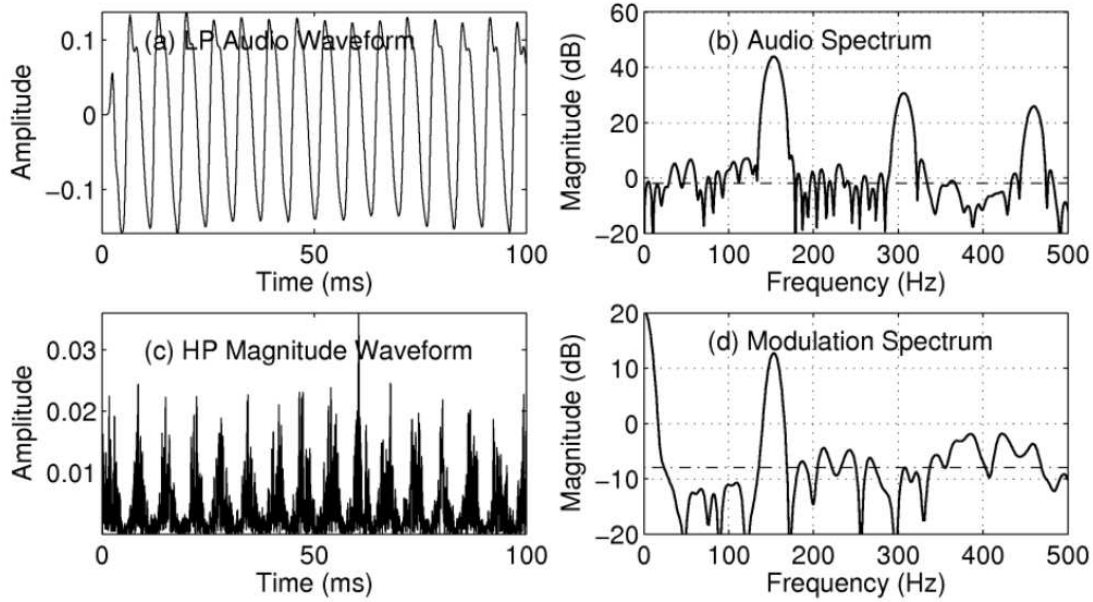 (a) LP Audio Waveform
Amplitude
0.1
0
−0.1
0
50
100
Time (ms)
(b) Audio Spectrum
Magnitude (dB)
60
40
20
0
−20
0
100
200
300
400
500
Frequency (Hz)
(c) HP Magnitude Waveform
Amplitude
0.03
0.02
0.01
0
50
100
Time (ms)
(d) Modulation Spectrum
Magnitude (dB)
20
10
0
−10
−20
0
100
200
300
400
500
Frequency (Hz)